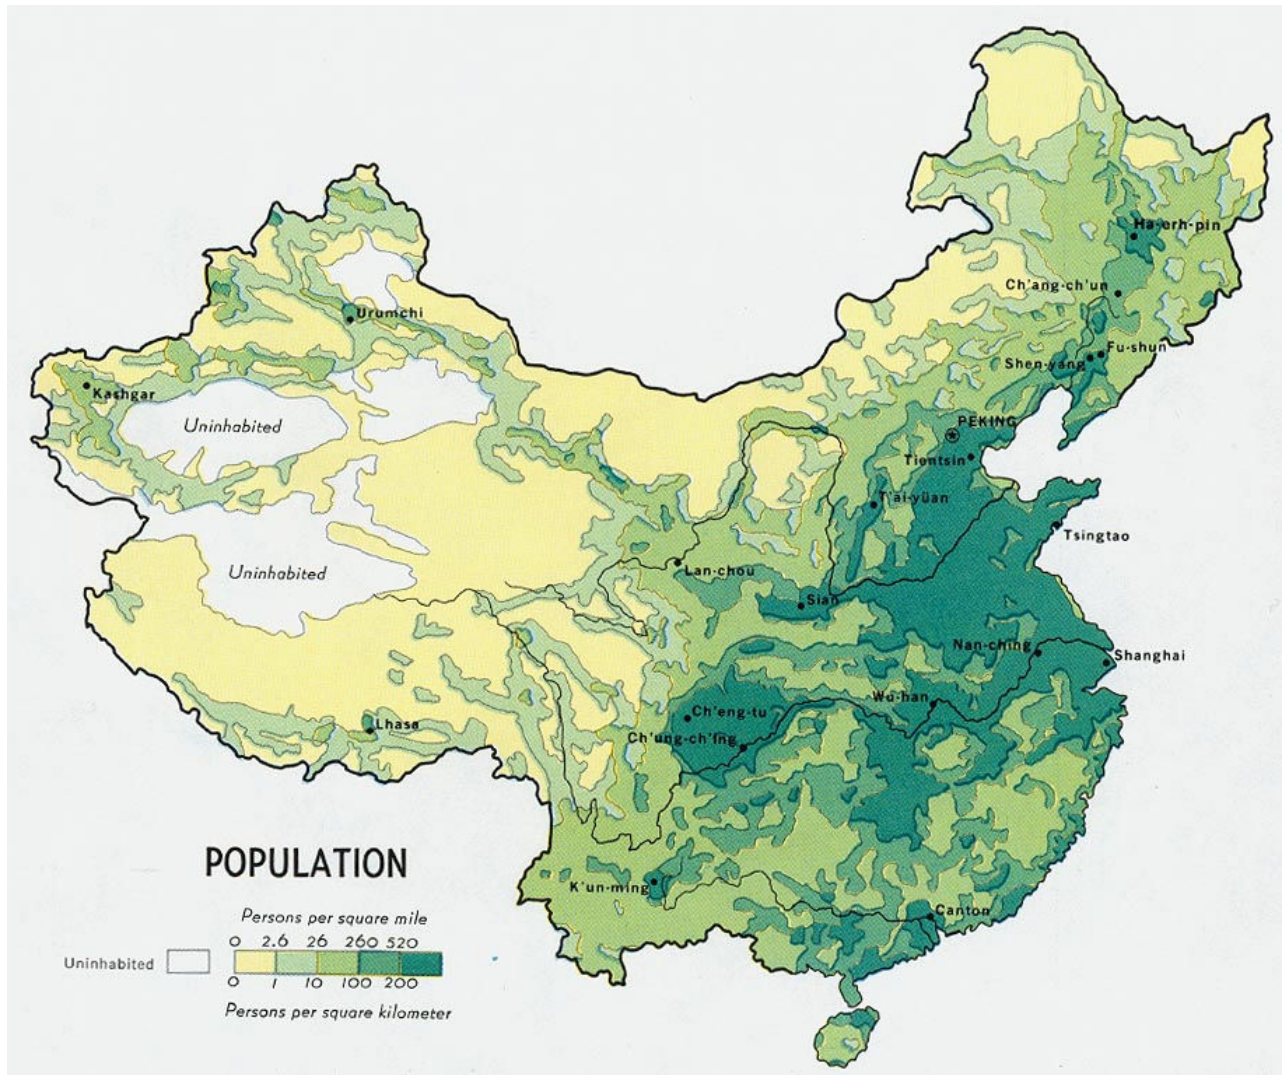 Ha-erh-pin
Ch'ang-ch'un
Urumchi
Fu-shun
Shen-yang
Kashgar
PEKING
Uninhabited
Tientsin
T'ai-yüan
Tsingtao
Lan-chou
Uninhabited
Sian
Nan-ching
Shanghai
Wu-han
Ch'eng-tu
Lhasa
Ch'ung-ch'ing
POPULATION
K'un-ming
Canton
Persons per square mile
0 2.6 26 260 520
Uninhabited
0 1 10 100 200
Persons per square kilometer